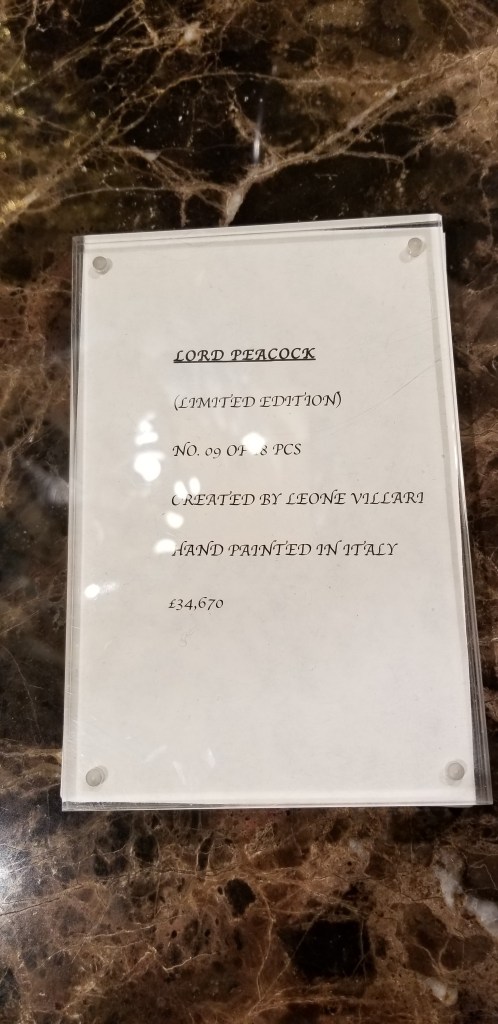 LORD PEACOCK
(LIMITED EDITION)
NO. 09 OF PCS
CREATED BY LEONE VILLARI
HAND PAINTED IN ITALY
£34,670